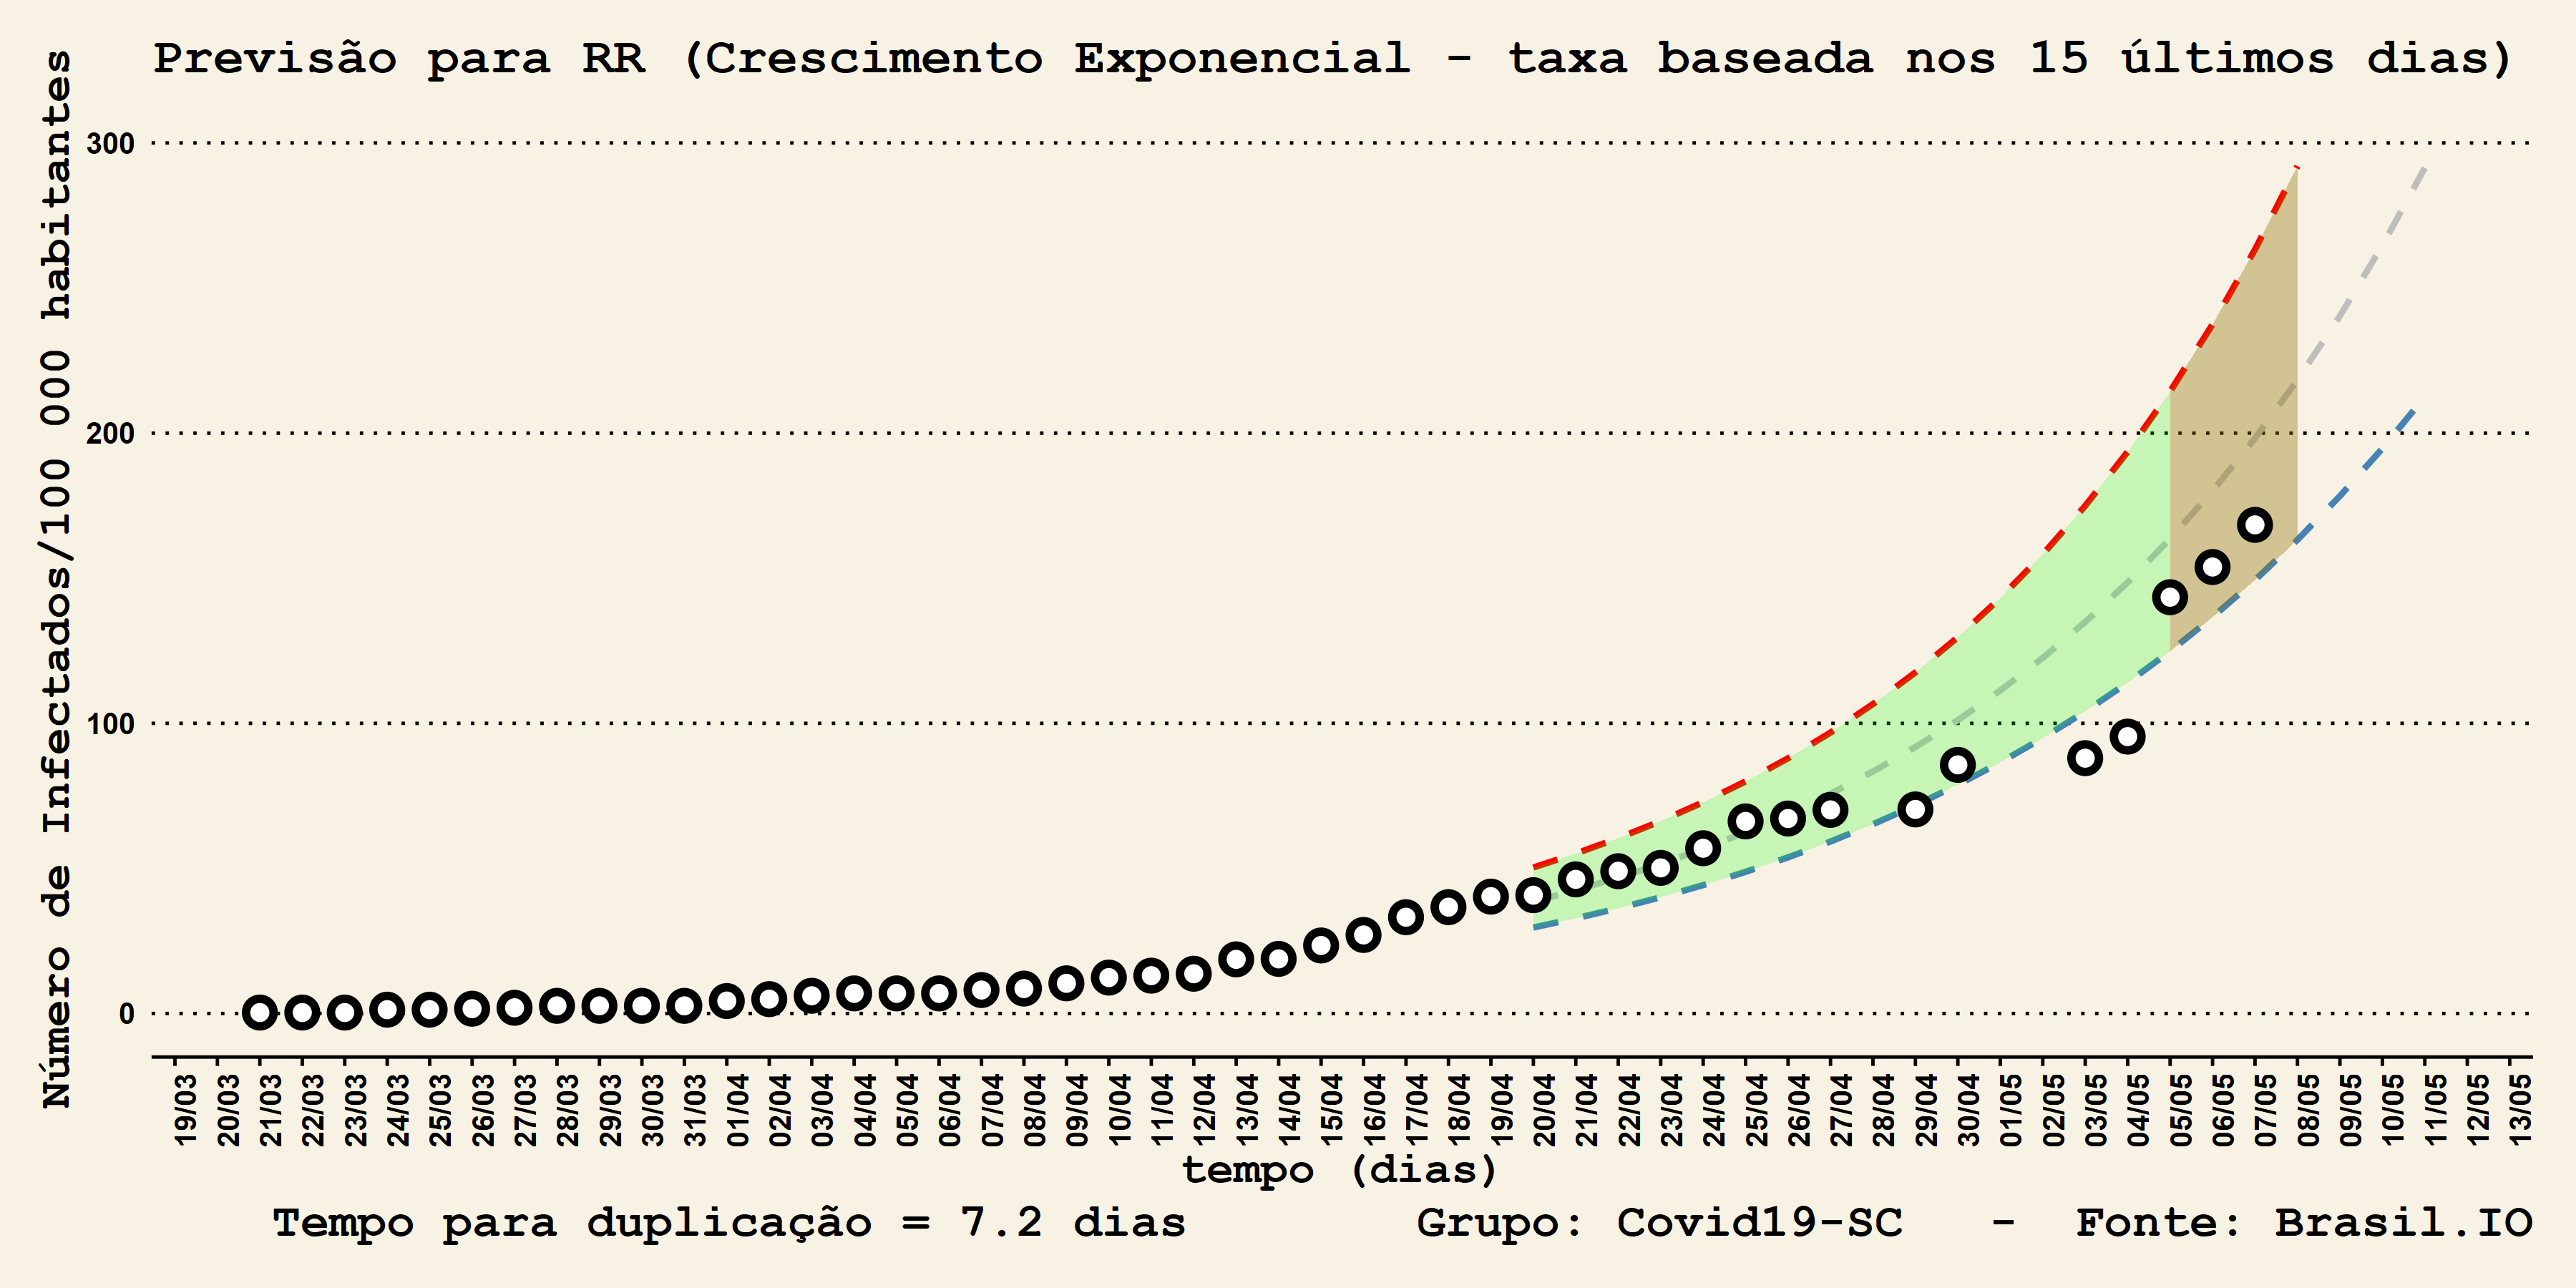 Previsão para RR (Crescimento Exponencial - taxa baseada nos 15 últimos dias)
Número de Infectados/100 000 habitantes
300
200
100
0
19/03 20/03 21/03 22/03 23/03 24/03 25/03 26/03 27/03 28/03 29/03 30/03 31/03 01/04 02/04 03/04 04/04 05/04 06/04 07/04 08/04 09/04 10/04 11/04 12/04 13/04 14/04 15/04 16/04 17/04 18/04 19/04 20/04 21/04 22/04 23/04 24/04 25/04 26/04 27/04 28/04 29/04 30/04 01/05 02/05 03/05 04/05 05/05 06/05 07/05 08/05 09/05 10/05 11/05 12/05 13/05
tempo (dias)
Tempo para duplicação = 7.2 dias Grupo: Covid19-SC - Fonte: Brasil.IO